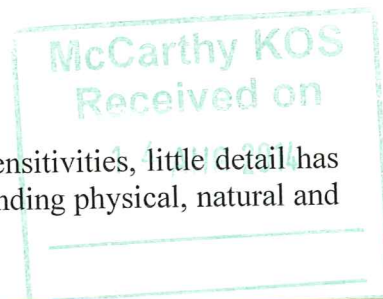 McCarthy KOS
Received on
ensitivities, little detail has
nding physical, natural and